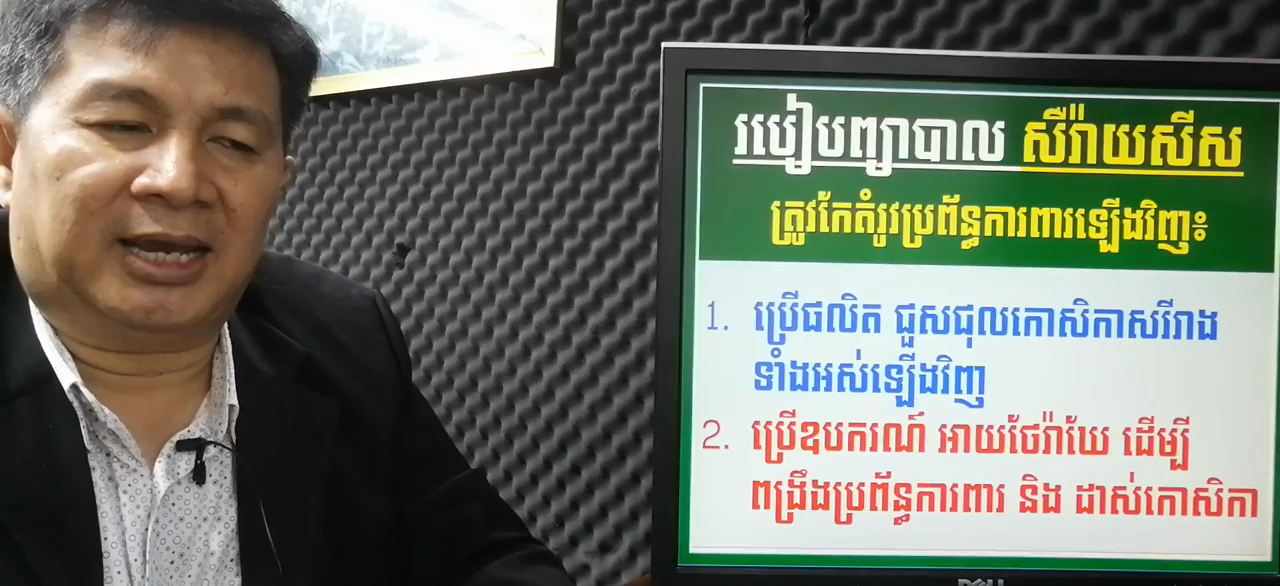 របៀបព្យាបាល សឺរ៉ាយសីស
ត្រូវកែតំរូវប្រព័ន្ធការពារឡើងវិញ៖
1. ប្រើផលិត ជួសជុលកោសិកាសរីរាង
ទាំងអស់ឡើងវិញ
2. ប្រើឧបករណ៍ អាយថែរ៉ាឃែ ដើម្បី
ពង្រឹងប្រព័ន្ធការពារ និង ដាស់កោសិកា